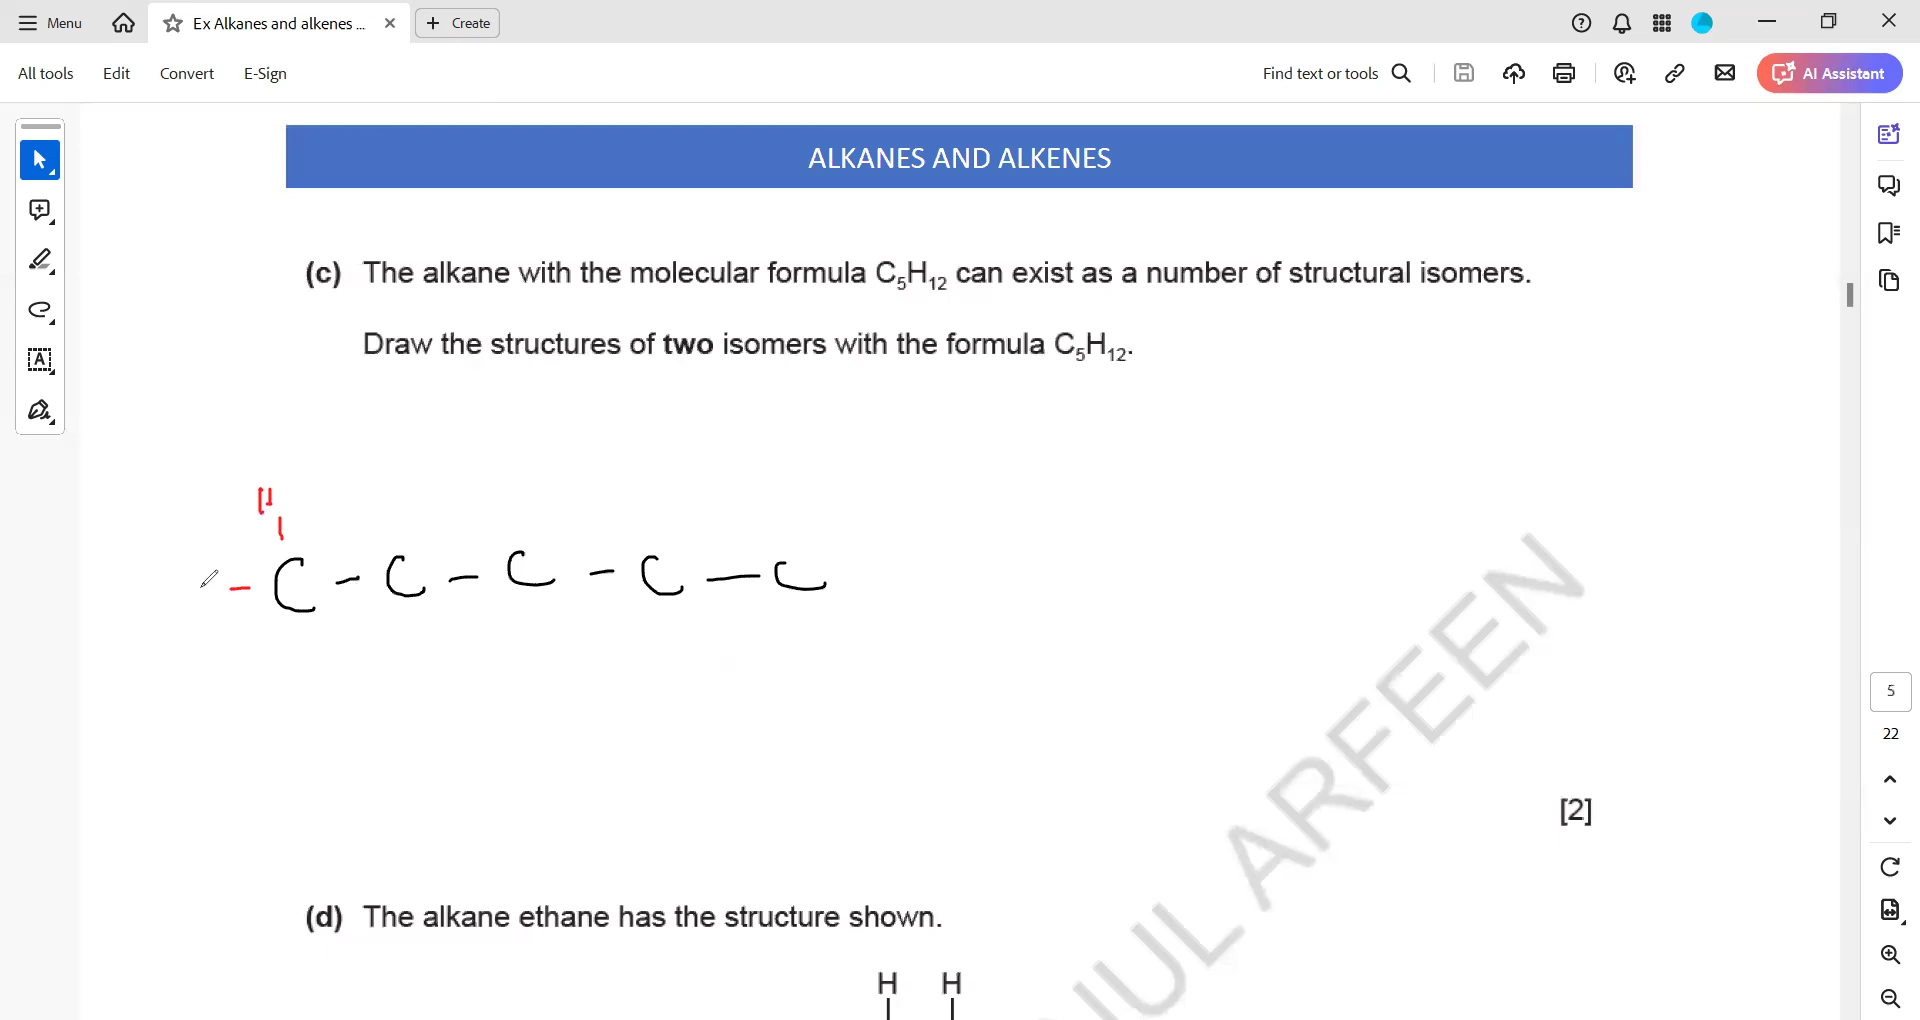 Menu
Ex Alkanes and alkenes ...
Create
All tools
Edit
Convert
E-Sign
Find text or tools
AI Assistant
ALKANES AND ALKENES
(c) The alkane with the molecular formula C₅H₁₂ can exist as a number of structural isomers.
Draw the structures of two isomers with the formula C₅H₁₂.
H
- C - C - C - C - C
[2]
(d) The alkane ethane has the structure shown.
H H
5
22
ARFEEN